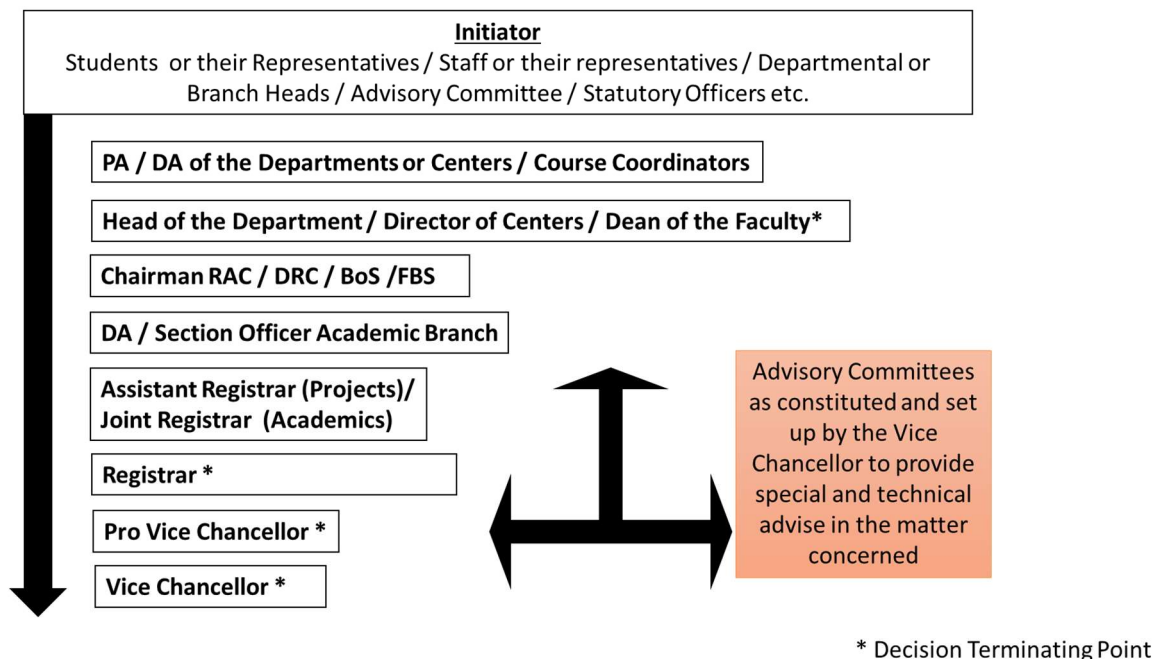 Initiator
Students or their Representatives / Staff or their representatives / Departmental or
Branch Heads / Advisory Committee / Statutory Officers etc.
PA / DA of the Departments or Centers / Course Coordinators
Head of the Department / Director of Centers / Dean of the Faculty*
Chairman RAC / DRC / BoS /FBS
DA / Section Officer Academic Branch
Assistant Registrar (Projects)/
Joint Registrar (Academics)
Registrar *
Pro Vice Chancellor *
Vice Chancellor *
Advisory Committees
as constituted and set
up by the Vice
Chancellor to provide
special and technical
advise in the matter
concerned
* Decision Terminating Point